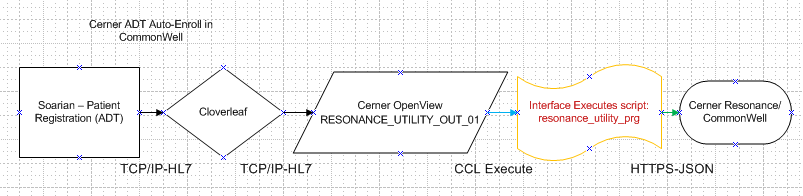 Cerner ADT Auto-Enroll in
CommonWell
Soarian – Patient
Registration (ADT)
Cloverleaf
Cerner OpenView
RESONANCE_UTILITY_OUT_01
Interface Executes script:
resonance_utility_prg
Cerner Resonance/
CommonWell
TCP/IP-HL7
TCP/IP-HL7
CCL Execute
HTTPS-JSON